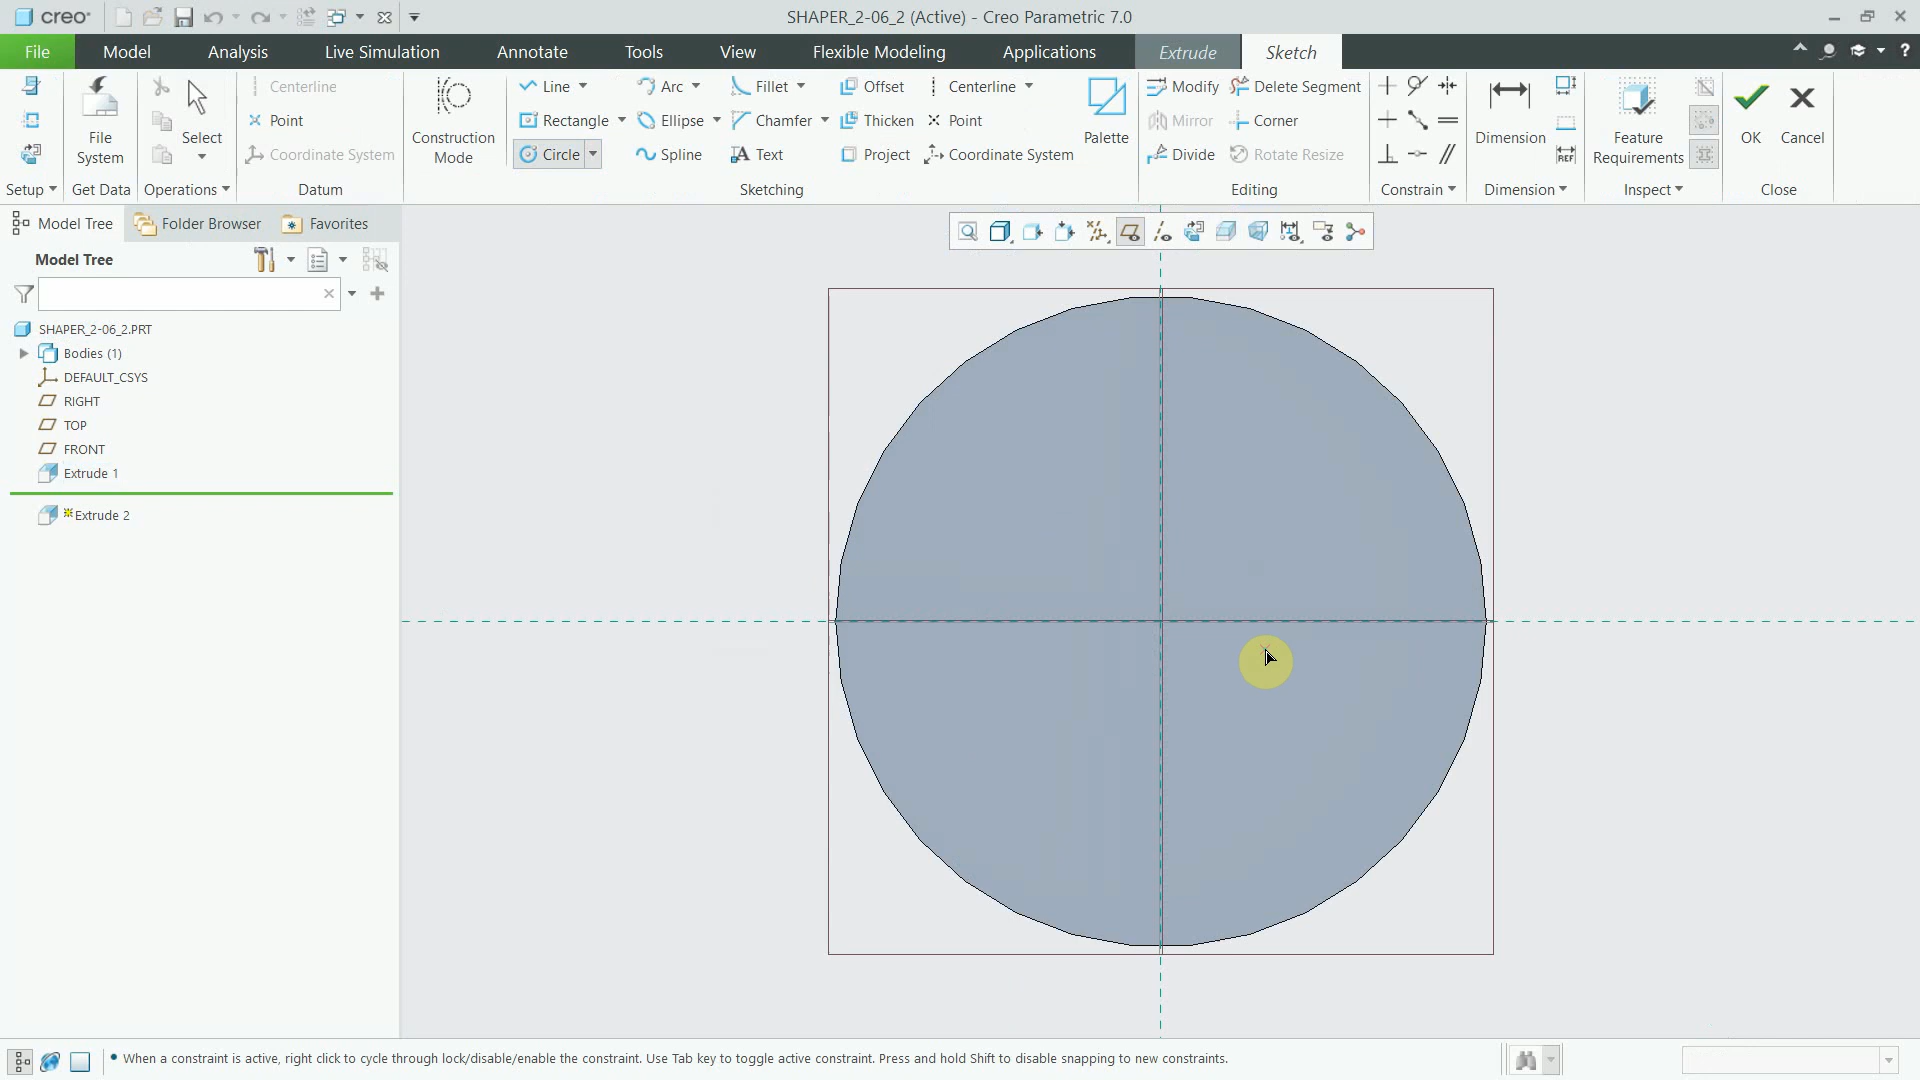 creo
SHAPER_2-06_2 (Active) - Creo Parametric 7.0
File Model Analysis Live Simulation Annotate Tools View Flexible Modeling Applications Extrude Sketch
Centerline
Point
Coordinate System
File System
Select
Construction Mode
Line Arc Fillet Offset Centerline
Rectangle Ellipse Chamfer Thicken Point
Circle Spline Text Project Coordinate System
Palette
Modify Delete Segment
Mirror Corner
Divide Rotate Resize
Dimension
REF
Feature Requirements
OK Cancel
Setup Get Data Operations Datum Sketching Editing Constrain Dimension Inspect Close
Model Tree Folder Browser Favorites
Model Tree
SHAPER_2-06_2.PRT
Bodies (1)
DEFAULT_CSYS
RIGHT
TOP
FRONT
Extrude 1
Extrude 2
When a constraint is active, right click to cycle through lock/disable/enable the constraint. Use Tab key to toggle active constraint. Press and hold Shift to disable snapping to new constraints.